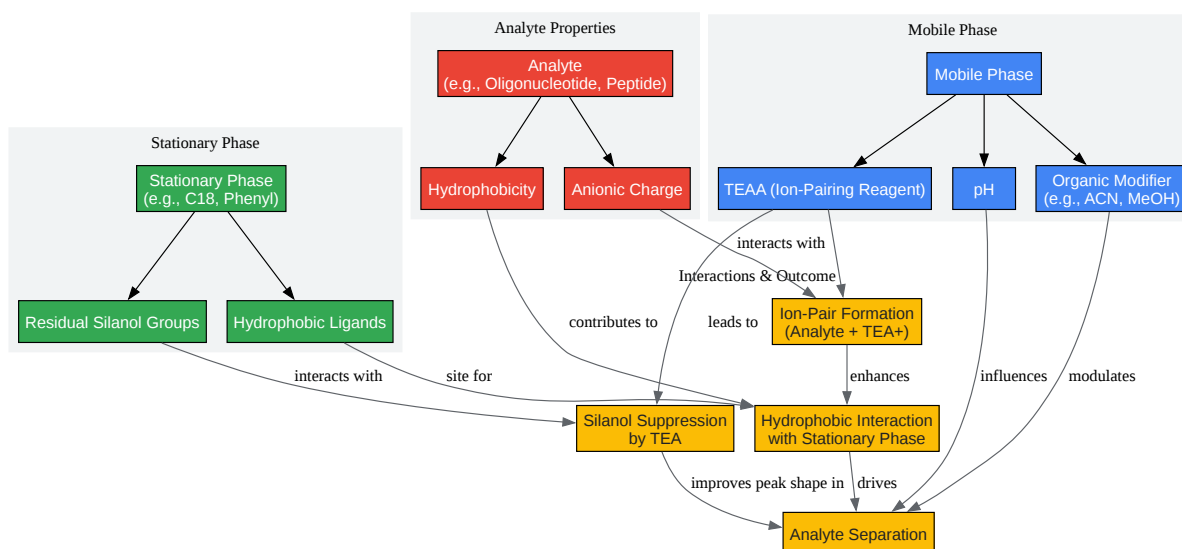 Analyte Properties
Mobile Phase
Analyte
(e.g., Oligonucleotide, Peptide)
Mobile Phase
Stationary Phase
Stationary Phase
(e.g., C18, Phenyl)
Hydrophobicity
Anionic Charge
TEAA (Ion-Pairing Reagent)
pH
Organic Modifier
(e.g., ACN, MeOH)
interacts with
Interactions & Outcome
Residual Silanol Groups
Hydrophobic Ligands
contributes to
leads to
Ion-Pair Formation
(Analyte + TEA+)
interacts with
site for
enhances
influences
modulates
Silanol Suppression
by TEA
Hydrophobic Interaction
with Stationary Phase
improves peak shape in
drives
Analyte Separation